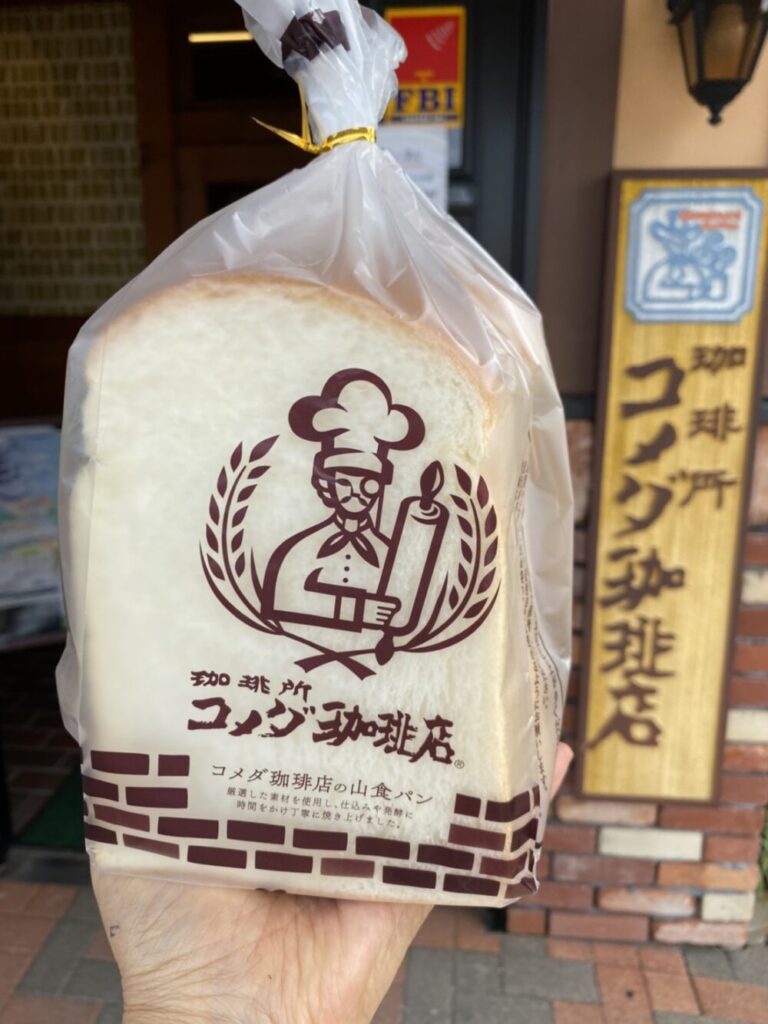 FBI
珈琲所
コメダ珈琲店
珈琲所
コメダ珈琲店®
コメダ珈琲店の山食パン
厳選した素材を使用し、仕込みや発酵に
時間をかけ丁寧に焼き上げました。